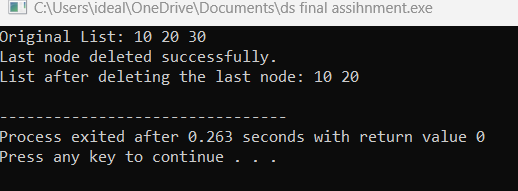 C:\Users\ideal\OneDrive\Documents\ds final assihnment.exe
Original List: 10 20 30
Last node deleted successfully.
List after deleting the last node: 10 20
--------------------------------
Process exited after 0.263 seconds with return value 0
Press any key to continue . . .